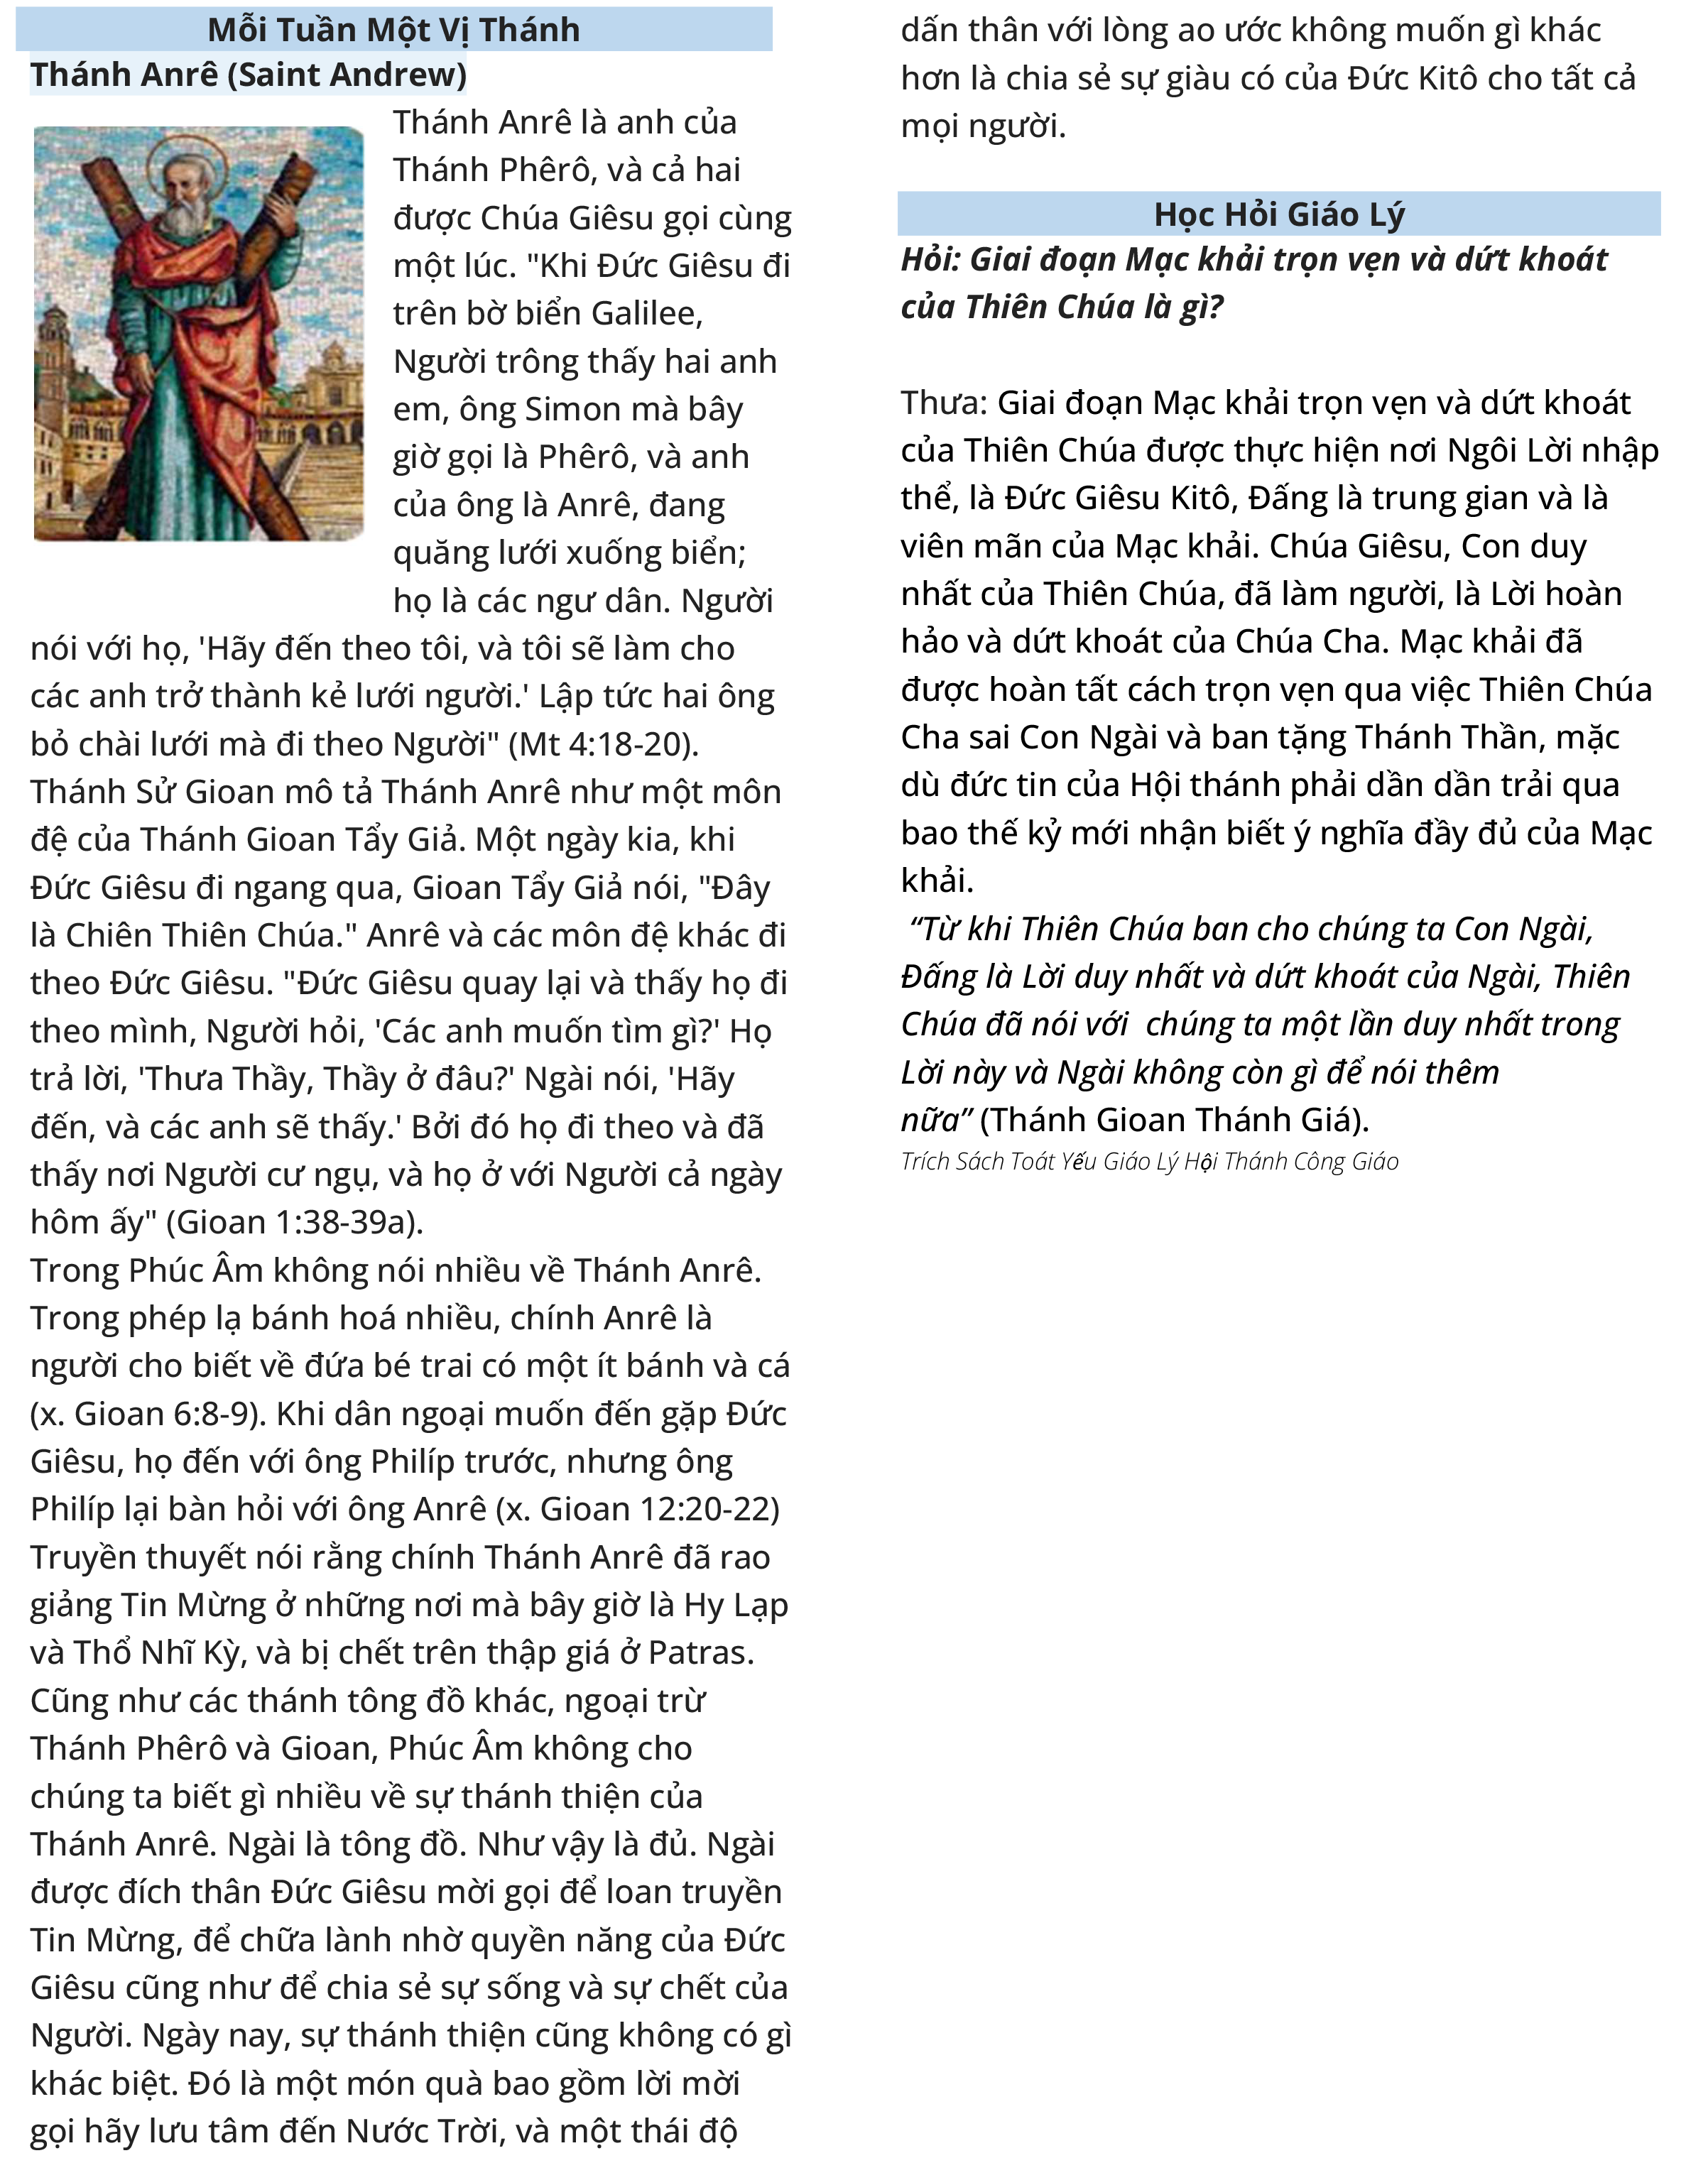 Mỗi Tuần Một Vị Thánh
Thánh Anrê (Saint Andrew)
Thánh Anrê là anh của
Thánh Phêrô, và cả hai
được Chúa Giêsu gọi cùng
một lúc. "Khi Đức Giêsu đi
trên bờ biển Galilee,
Người trông thấy hai anh
em, ông Simon mà bây
giờ gọi là Phêrô, và anh
của ông là Anrê, đang
quăng lưới xuống biển;
họ là các ngư dân. Người
nói với họ, 'Hãy đến theo tôi, và tôi sẽ làm cho
các anh trở thành kẻ lưới người.' Lập tức hai ông
bỏ chài lưới mà đi theo Người" (Mt 4:18-20).
Thánh Sử Gioan mô tả Thánh Anrê như một môn
đệ của Thánh Gioan Tẩy Giả. Một ngày kia, khi
Đức Giêsu đi ngang qua, Gioan Tẩy Giả nói, "Đây
là Chiên Thiên Chúa." Anrê và các môn đệ khác đi
theo Đức Giêsu. "Đức Giêsu quay lại và thấy họ đi
theo mình, Người hỏi, 'Các anh muốn tìm gì?' Họ
trả lời, 'Thưa Thầy, Thầy ở đâu?' Ngài nói, 'Hãy
đến, và các anh sẽ thấy.' Bởi đó họ đi theo và đã
thấy nơi Người cư ngụ, và họ ở với Người cả ngày
hôm ấy" (Gioan 1:38-39a).
Trong Phúc Âm không nói nhiều về Thánh Anrê.
Trong phép lạ bánh hoá nhiều, chính Anrê là
người cho biết về đứa bé trai có một ít bánh và cá
(x. Gioan 6:8-9). Khi dân ngoại muốn đến gặp Đức
Giêsu, họ đến với ông Philíp trước, nhưng ông
Philíp lại bàn hỏi với ông Anrê (x. Gioan 12:20-22)
Truyền thuyết nói rằng chính Thánh Anrê đã rao
giảng Tin Mừng ở những nơi mà bây giờ là Hy Lạp
và Thổ Nhĩ Kỳ, và bị chết trên thập giá ở Patras.
Cũng như các thánh tông đồ khác, ngoại trừ
Thánh Phêrô và Gioan, Phúc Âm không cho
chúng ta biết gì nhiều về sự thánh thiện của
Thánh Anrê. Ngài là tông đồ. Như vậy là đủ. Ngài
được đích thân Đức Giêsu mời gọi để loan truyền
Tin Mừng, để chữa lành nhờ quyền năng của Đức
Giêsu cũng như để chia sẻ sự sống và sự chết của
Người. Ngày nay, sự thánh thiện cũng không có gì
khác biệt. Đó là một món quà bao gồm lời mời
gọi hãy lưu tâm đến Nước Trời, và một thái độ
dấn thân với lòng ao ước không muốn gì khác
hơn là chia sẻ sự giàu có của Đức Kitô cho tất cả
mọi người.
Học Hỏi Giáo Lý
Hỏi: Giai đoạn Mạc khải trọn vẹn và dứt khoát
của Thiên Chúa là gì?
Thưa: Giai đoạn Mạc khải trọn vẹn và dứt khoát
của Thiên Chúa được thực hiện nơi Ngôi Lời nhập
thể, là Đức Giêsu Kitô, Đấng là trung gian và là
viên mãn của Mạc khải. Chúa Giêsu, Con duy
nhất của Thiên Chúa, đã làm người, là Lời hoàn
hảo và dứt khoát của Chúa Cha. Mạc khải đã
được hoàn tất cách trọn vẹn qua việc Thiên Chúa
Cha sai Con Ngài và ban tặng Thánh Thần, mặc
dù đức tin của Hội thánh phải dần dần trải qua
bao thế kỷ mới nhận biết ý nghĩa đầy đủ của Mạc
khải.
“Từ khi Thiên Chúa ban cho chúng ta Con Ngài,
Đấng là Lời duy nhất và dứt khoát của Ngài, Thiên
Chúa đã nói với  chúng ta một lần duy nhất trong
Lời này và Ngài không còn gì để nói thêm
nữa” (Thánh Gioan Thánh Giá).
Trích Sách Toát Yếu Giáo Lý Hội Thánh Công Giáo